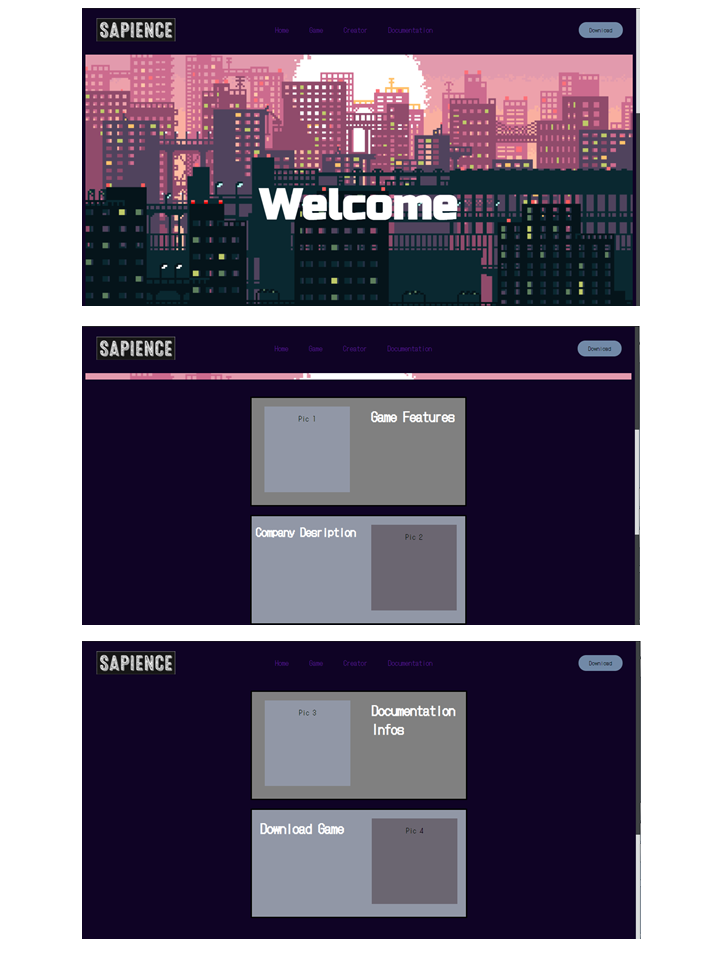 SAPIENCE
Home Game Creator Documentation
Download
Welcome
SAPIENCE
Home Game Creator Documentation
Download
Pic 1
Game Features
Company Desription
Pic 2
SAPIENCE
Home Game Creator Documentation
Download
Pic 3
Documentation
Infos
Download Game
Pic 4